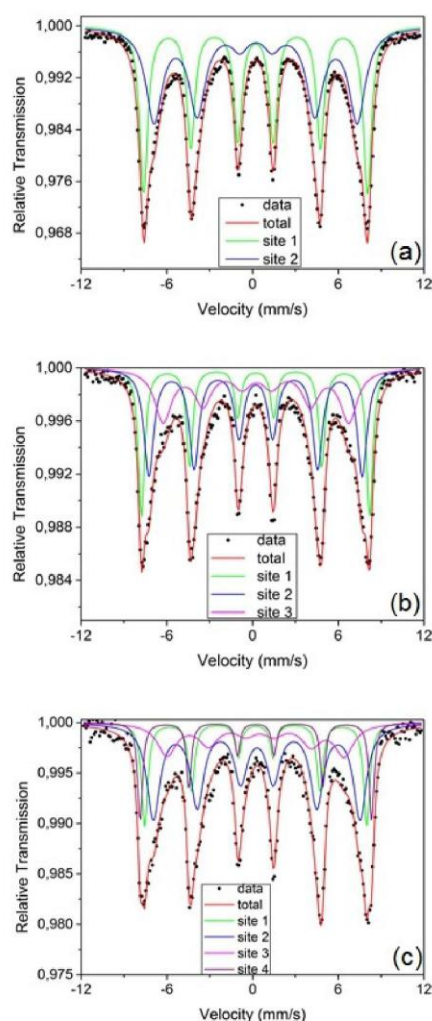 1,000
0,992
0,984
0,976
0,968
Relative Transmission
data
total
site 1
site 2
(a)
-12 -6 0 6 12
Velocity (mm/s)
1,000
0,996
0,992
0,988
0,984
Relative Transmission
data
total
site 1
site 2
site 3
(b)
-12 -6 0 6 12
Velocity (mm/s)
1,000
0,995
0,990
0,985
0,980
0,975
Relative Transmission
data
total
site 1
site 2
site 3
site 4
(c)
-12 -6 0 6 12
Velocity (mm/s)